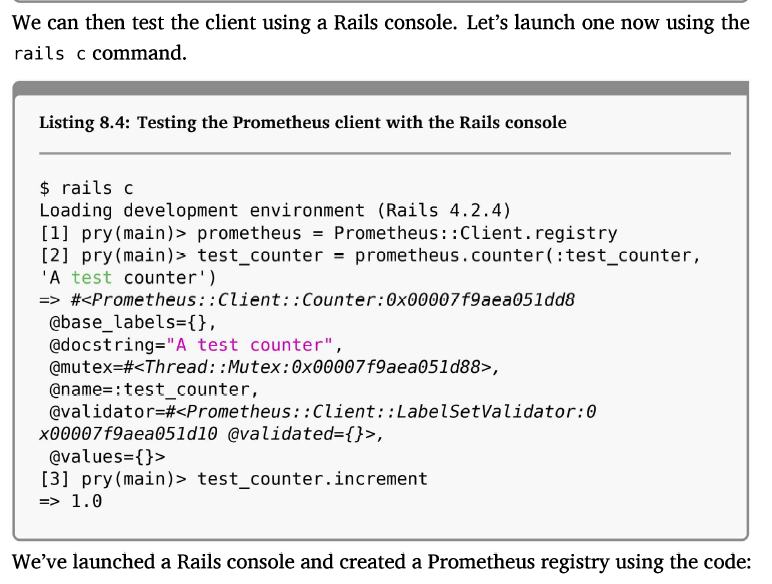 We can then test the client using a Rails console. Let’s launch one now using the
rails c command.
Listing 8.4: Testing the Prometheus client with the Rails console
$ rails c
Loading development environment (Rails 4.2.4)
[1] pry(main)> prometheus = Prometheus::Client.registry
[2] pry(main)> test_counter = prometheus.counter(:test_counter,
'A test counter')
=> #<Prometheus::Client::Counter:0x00007f9aea051dd8
@base_labels={},
@docstring="A test counter",
@mutex=#<Thread::Mutex:0x00007f9aea051d88>,
@name=:test_counter,
@validator=#<Prometheus::Client::LabelSetValidator:0
x00007f9aea051d10 @validated={}>,
@values={}>
[3] pry(main)> test_counter.increment
=> 1.0
We’ve launched a Rails console and created a Prometheus registry using the code: